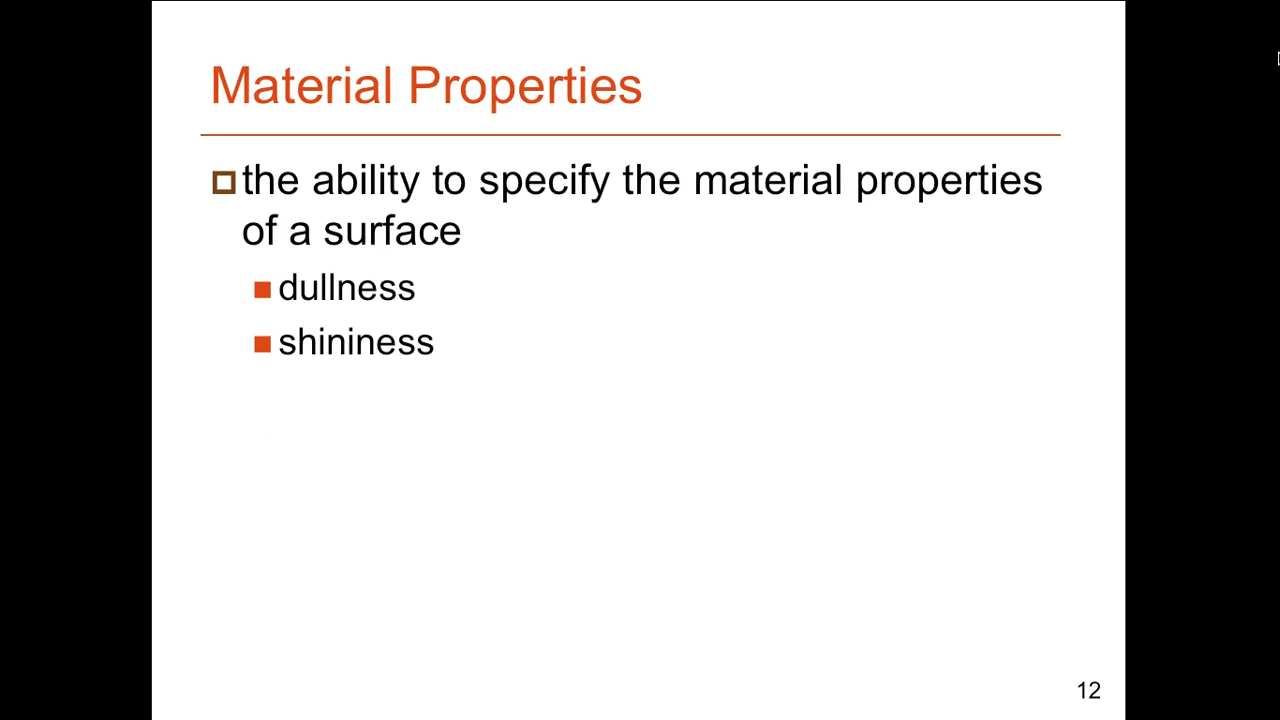 Material Properties
the ability to specify the material properties
of a surface
dullness
shininess
12